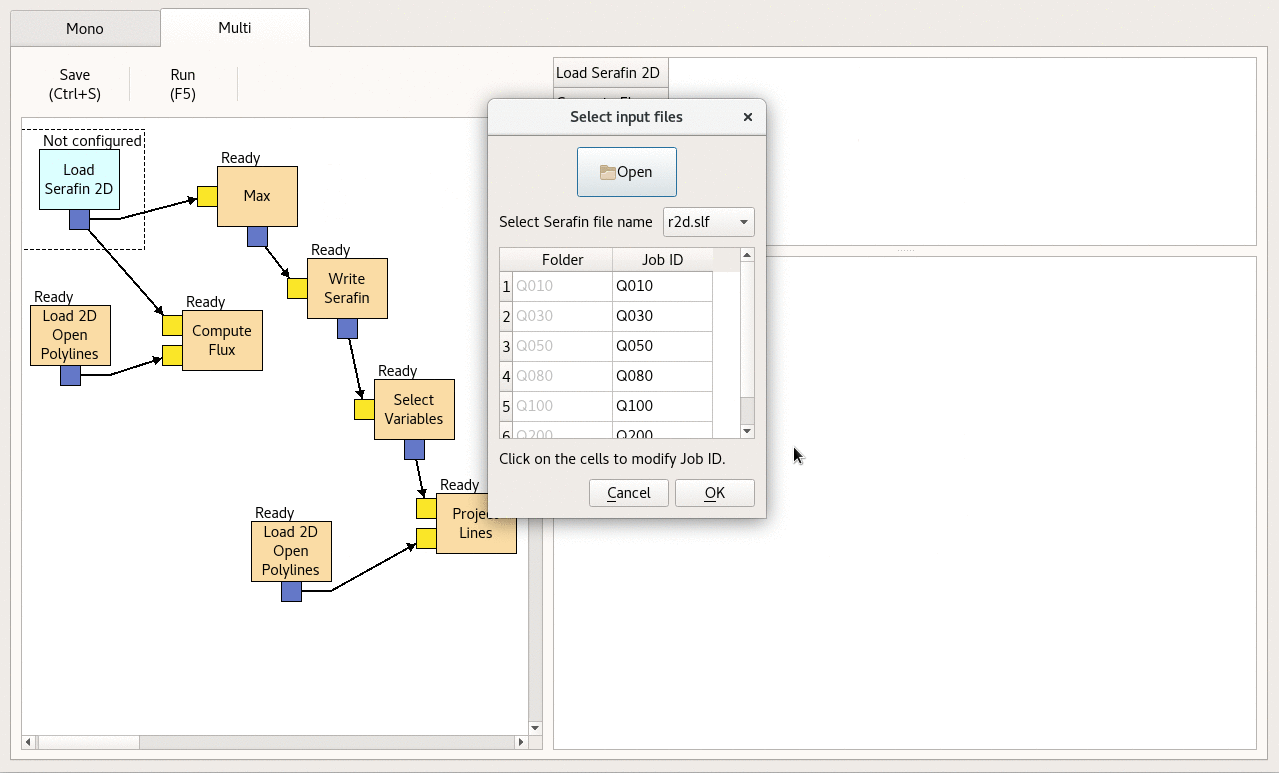 Mono
Multi
Save
(Ctrl+S)
Run
(F5)
Load Serafin 2D
Select input files
Open
Select Serafin file name
r2d.slf
Folder
Job ID
1 Q010 Q010
2 Q030 Q030
3 Q050 Q050
4 Q080 Q080
5 Q100 Q100
6 Q200 Q200
Click on the cells to modify Job ID.
Cancel
OK
Not configured
Load
Serafin 2D
Ready
Max
Ready
Write
Serafin
Ready
Load 2D
Open
Polylines
Ready
Compute
Flux
Ready
Select
Variables
Ready
Project
Lines
Ready
Load 2D
Open
Polylines